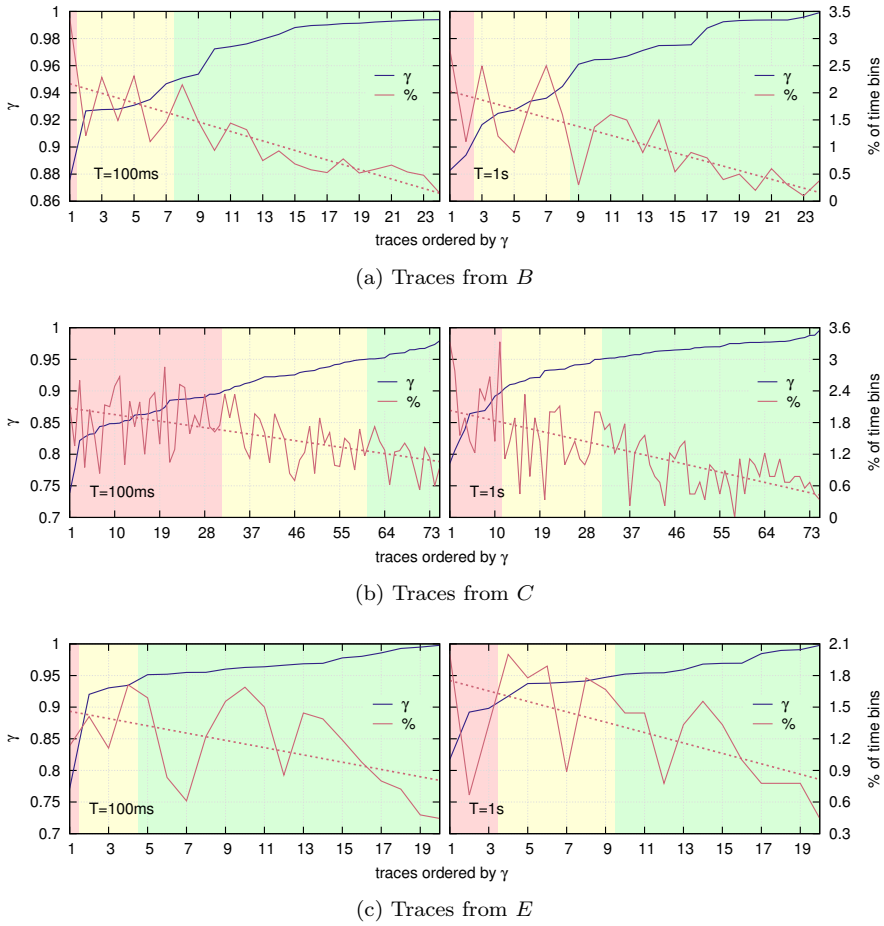 1
0.98
0.96
0.94
0.92
0.9
0.88
0.86
γ
γ
%
T=100ms
1 3 5 7 9 11 13 15 17 19 21 23
traces ordered by γ
γ
%
T=1s
1 3 5 7 9 11 13 15 17 19 21 23
traces ordered by γ
3.5
3
2.5
2
1.5
1
0.5
0
% of time bins
(a) Traces from B
1
0.95
0.9
0.85
0.8
0.75
0.7
γ
γ
%
T=100ms
1 10 19 28 37 46 55 64 73
traces ordered by γ
γ
%
T=1s
1 10 19 28 37 46 55 64 73
traces ordered by γ
3.6
3
2.4
1.8
1.2
0.6
0
% of time bins
(b) Traces from C
1
0.95
0.9
0.85
0.8
0.75
0.7
γ
γ
%
T=100ms
1 3 5 7 9 11 13 15 17 19
traces ordered by γ
γ
%
T=1s
1 3 5 7 9 11 13 15 17 19
traces ordered by γ
2.1
1.8
1.5
1.2
0.9
0.6
0.3
% of time bins
(c) Traces from E